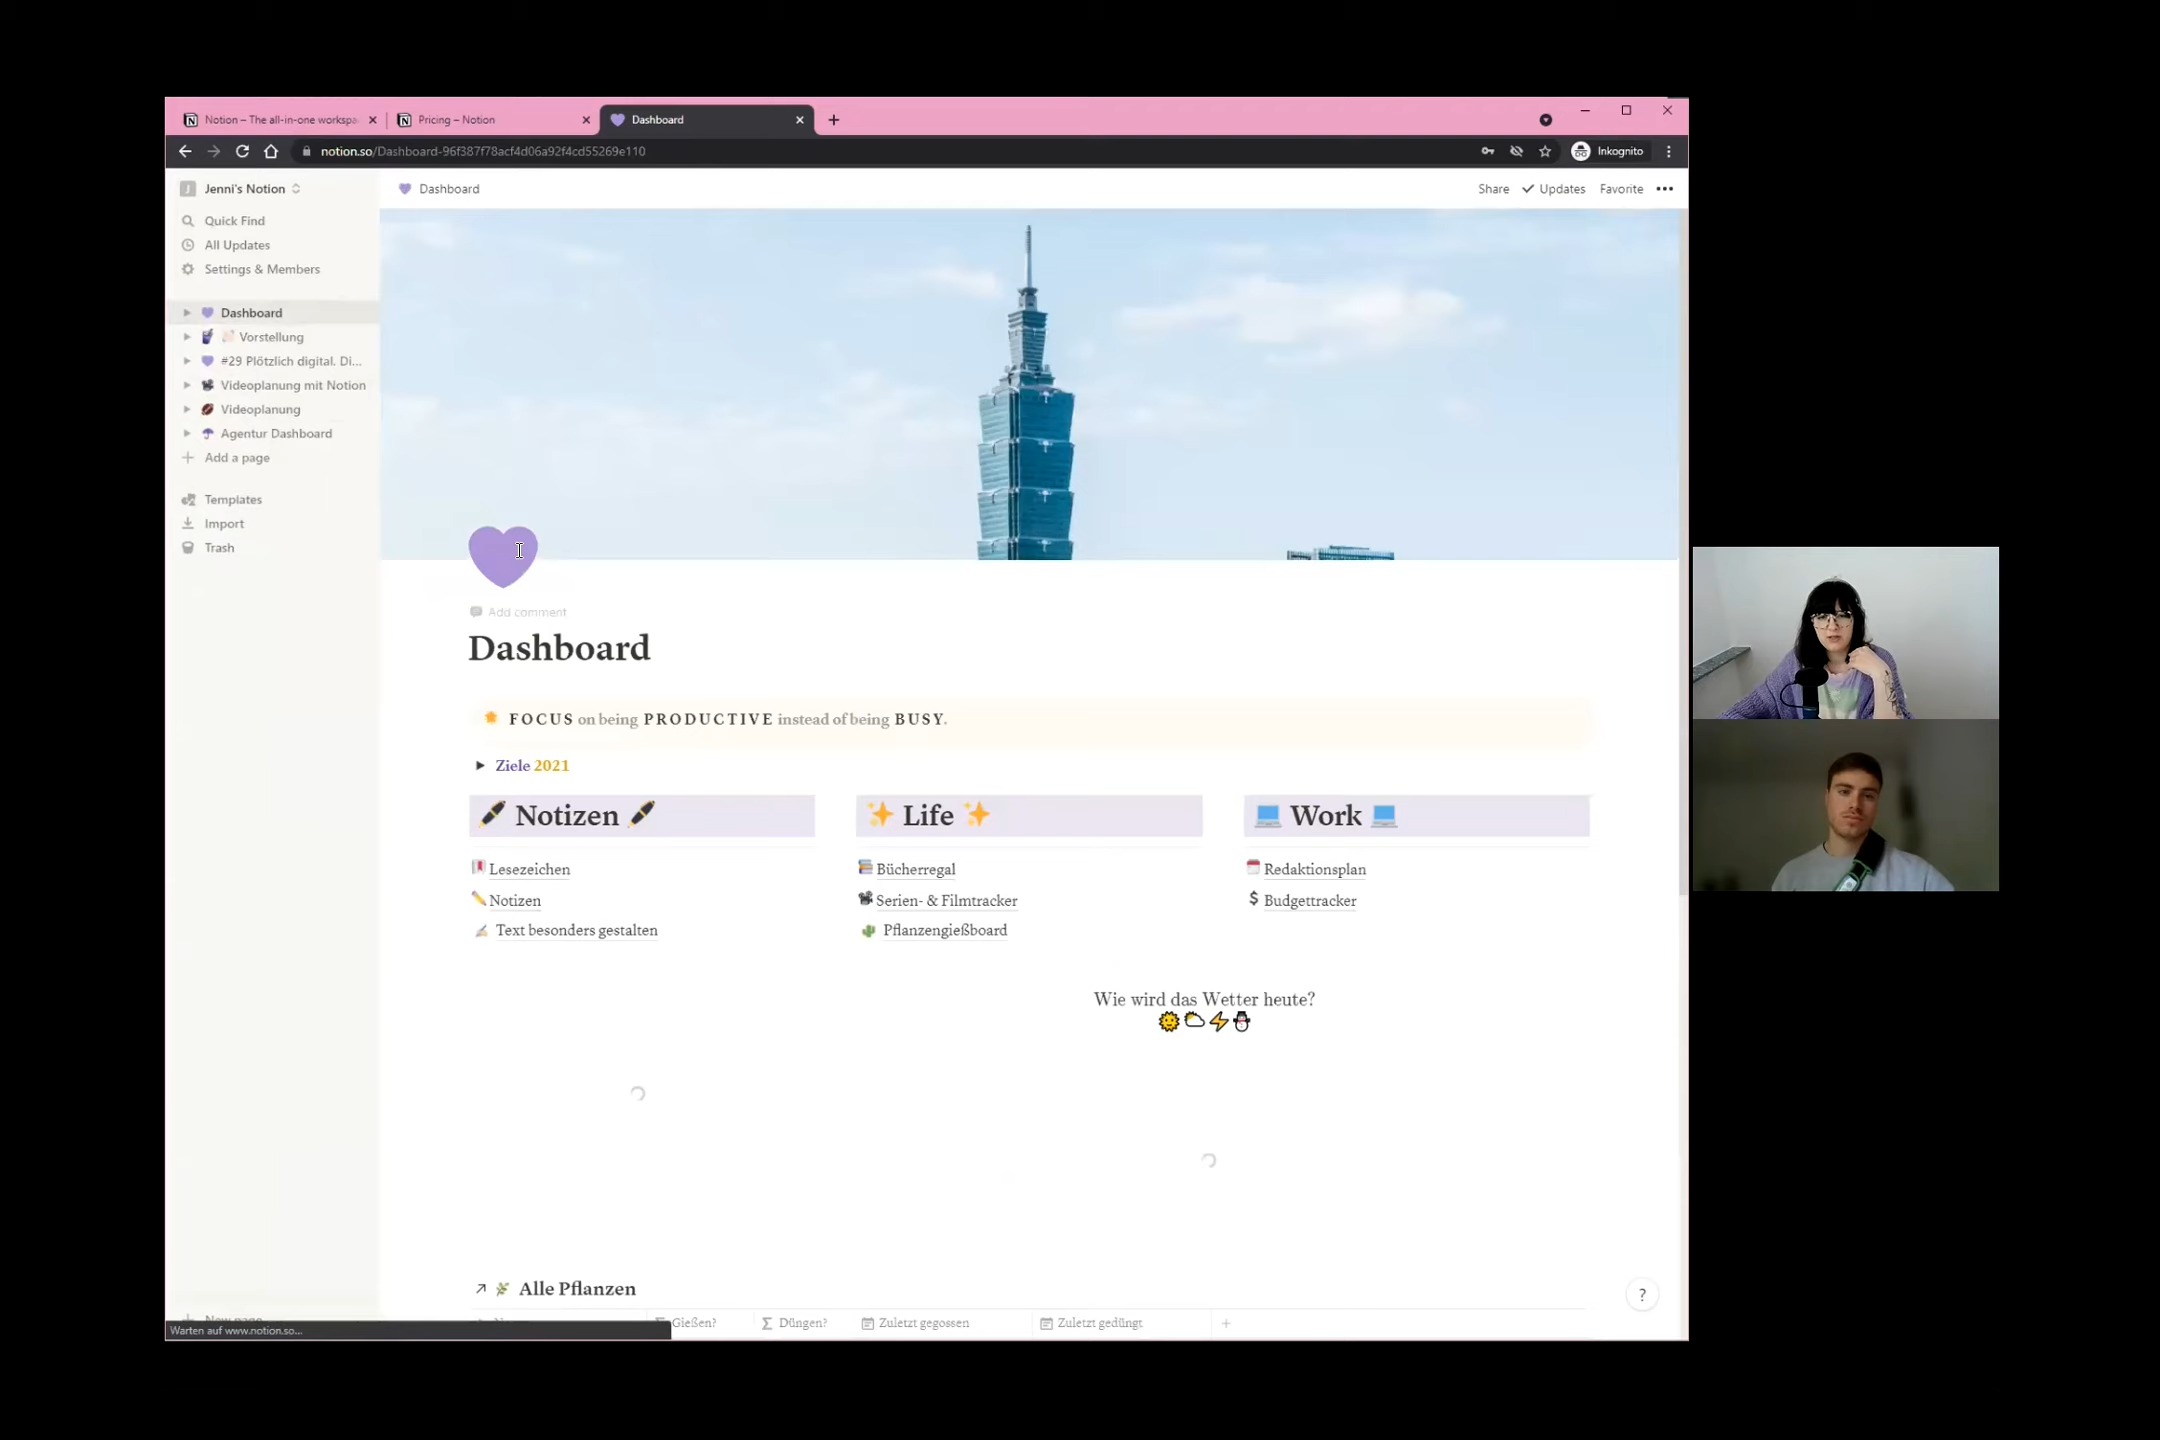 Notion – The all-in-one workspa
Pricing – Notion
Dashboard
notion.so/Dashboard-96f387f78acf4d06a92f4cd55269e110
Inkognito
Jenni's Notion
Dashboard
Share
Updates
Favorite
Quick Find
All Updates
Settings & Members
Dashboard
Vorstellung
#29 Plötzlich digital. Di...
Videoplanung mit Notion
Videoplanung
Agentur Dashboard
Add a page
Templates
Import
Trash
Add comment
Dashboard
FOCUS on being PRODUCTIVE instead of being BUSY.
Ziele 2021
Notizen
Life
Work
Lesezeichen
Bücherregal
Redaktionsplan
Notizen
Serien- & Filmtracker
Budgettracker
Text besonders gestalten
Pflanzengießboard
Wie wird das Wetter heute?
Alle Pflanzen
Gießen?
Düngen?
Zuletzt gegossen
Zuletzt gedüngt
Warten auf www.notion.so...